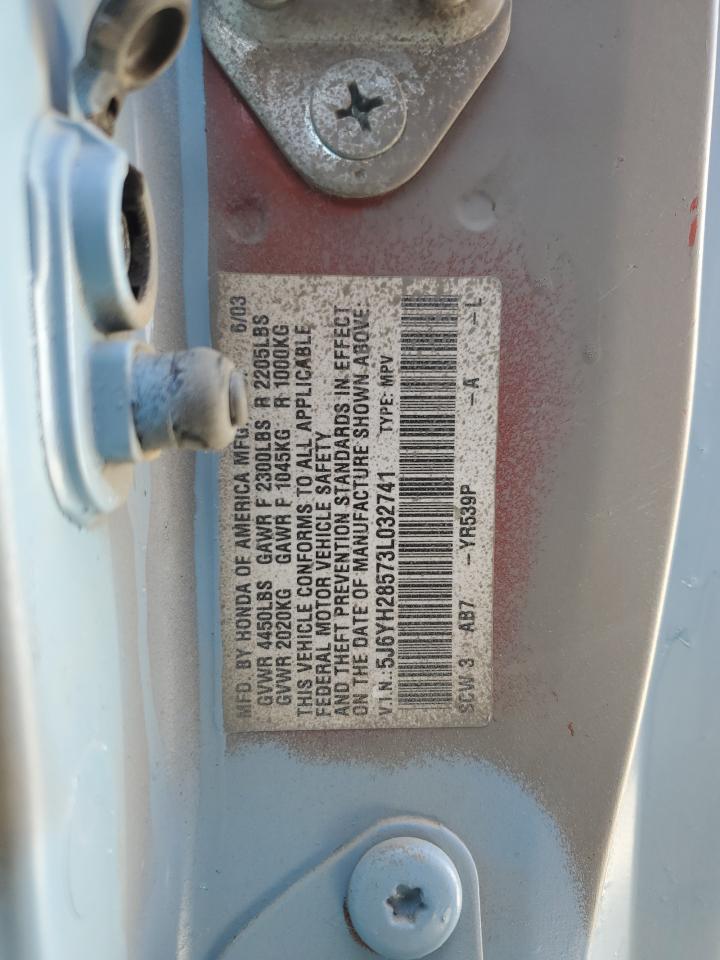 MFD. BY HONDA OF AMERICA MFG. 6/03
GVWR 4450LBS GAWR F 2300LBS R 2205LBS
GVWR 2020KG GAWR F 1045KG R 1000KG
THIS VEHICLE CONFORMS TO ALL APPLICABLE
FEDERAL MOTOR VEHICLE SAFETY
AND THEFT PREVENTION STANDARDS IN EFFECT
ON THE DATE OF MANUFACTURE SHOWN ABOVE.
V.I.N.: 5J6YH28573L032741 TYPE: MPV
SCW 3 AB7 -YR539P -A -L